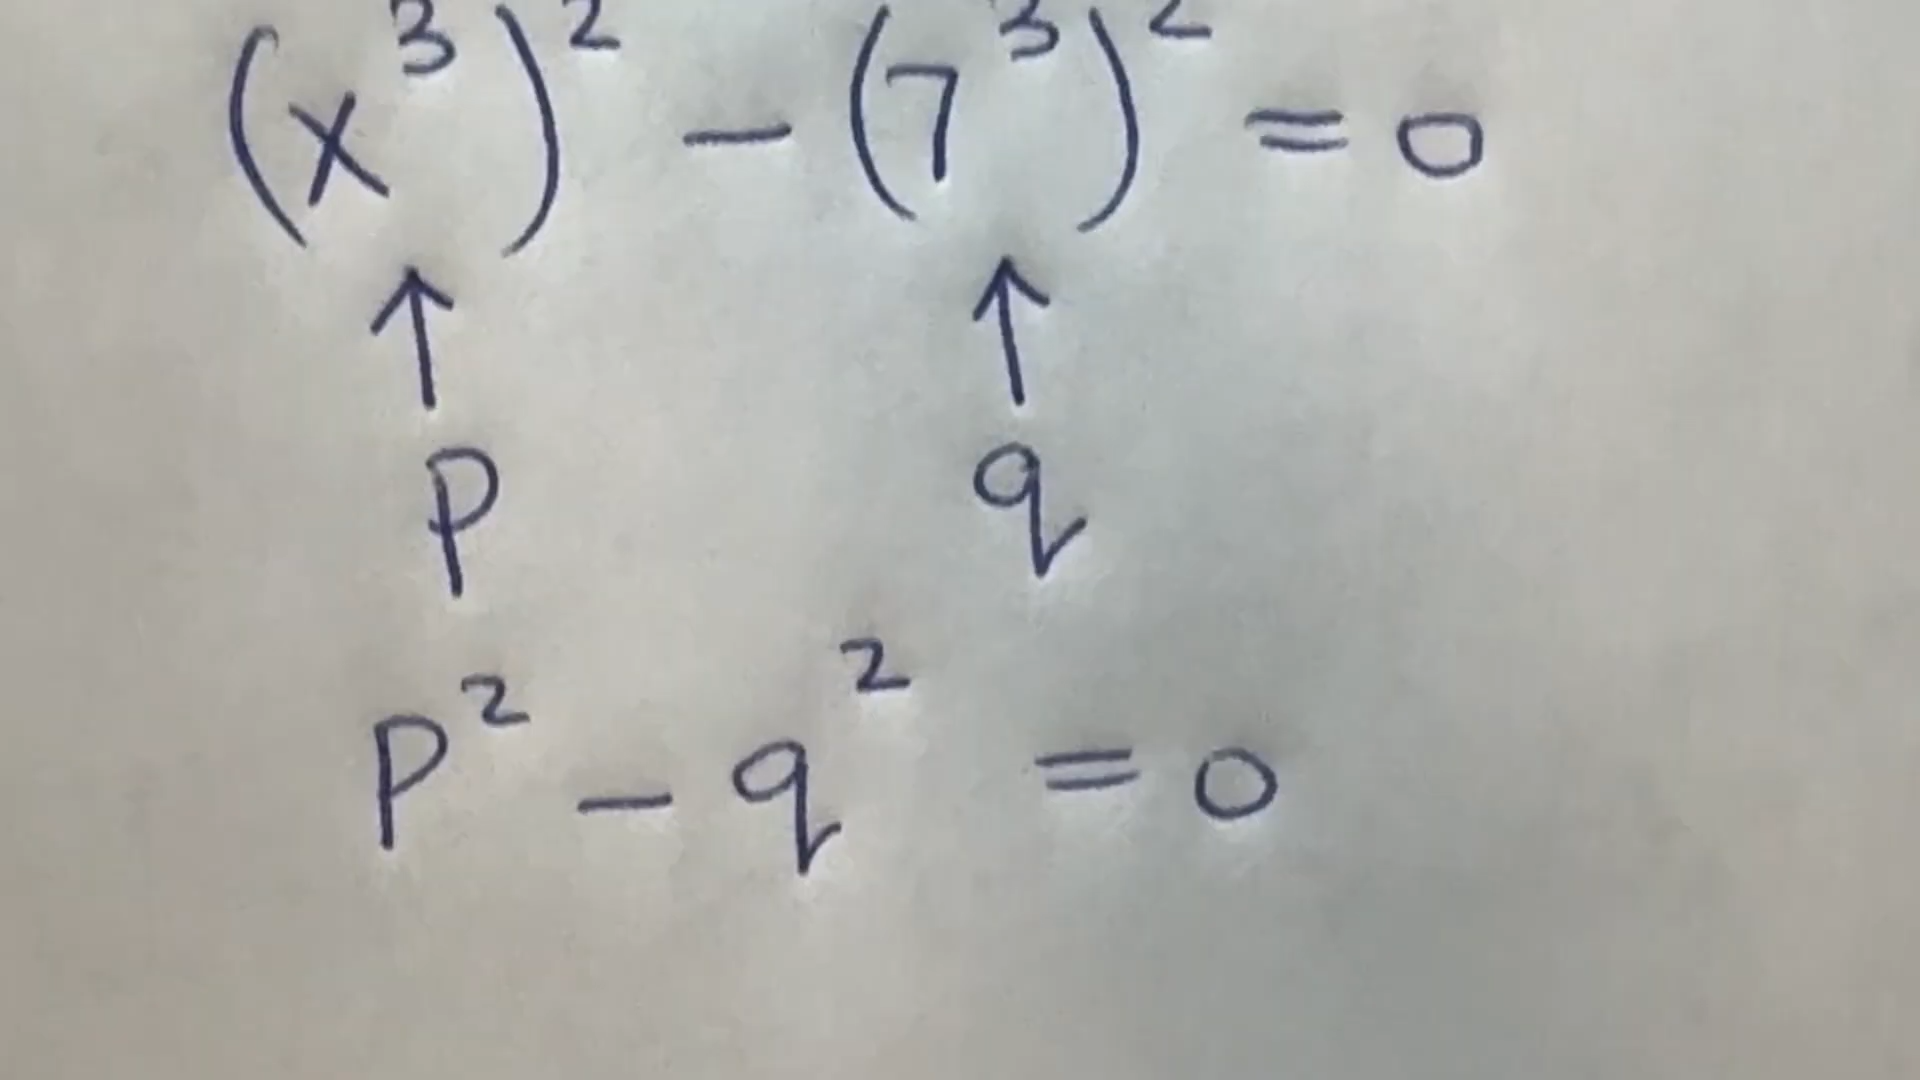 (x³)² − (7³)² = 0
↑ ↑
p q
p² − q² = 0